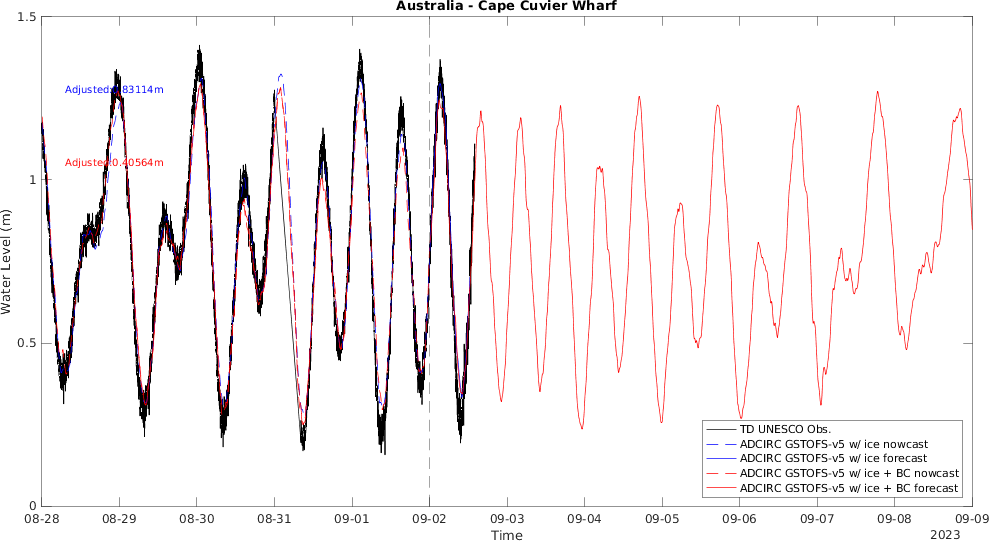 Australia - Cape Cuvier Wharf
Water Level (m)
1.5
1
0.5
0
Adjusted:0.83114m
Adjusted:0.40564m
TD UNESCO Obs.
ADCIRC GSTOFS-v5 w/ ice nowcast
ADCIRC GSTOFS-v5 w/ ice forecast
ADCIRC GSTOFS-v5 w/ ice + BC nowcast
ADCIRC GSTOFS-v5 w/ ice + BC forecast
08-28 08-29 08-30 08-31 09-01 09-02 09-03 09-04 09-05 09-06 09-07 09-08 09-09
Time
2023